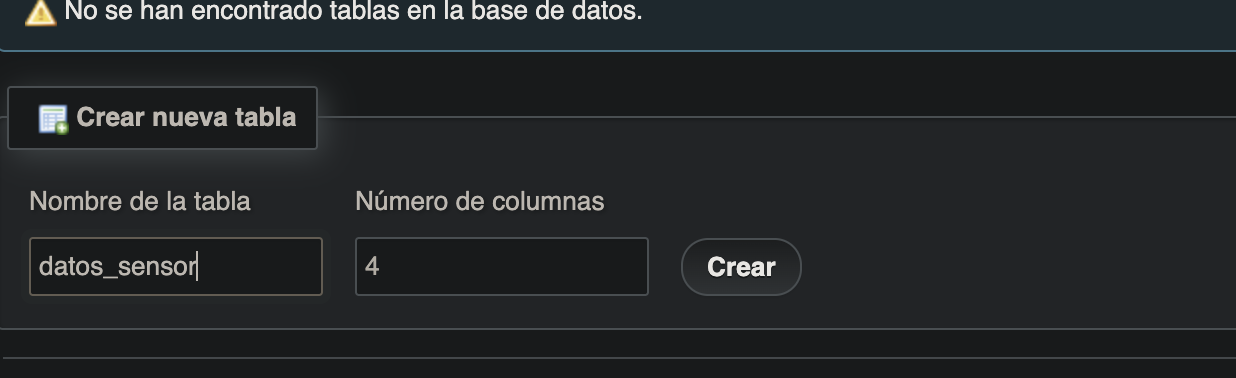 No se han encontrado tablas en la base de datos.
Crear nueva tabla
Nombre de la tabla
Número de columnas
datos_sensor
4
Crear